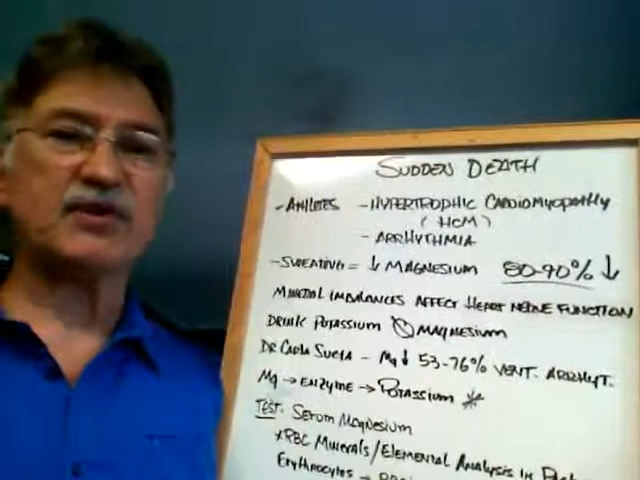 SUDDEN DEATH
- ATHLETES - HYPERTROPHIC CARDIOMYOPATHY
(HCM)
- ARRHYTHMIA
- SWEATING = ↓ MAGNESIUM 80-90% ↓
MINERAL IMBALANCES AFFECT HEART NERVE FUNCTION
DRINK POTASSIUM MAGNESIUM
DR CARLA - Mg ↓ 53-76% VENT. ARRHYT.
Mg → ENZYME → POTASSIUM *
TEST: SERUM MAGNESIUM
RBC MINERALS/ELEMENTAL ANALYSIS IN
ERYTHROCYTES -